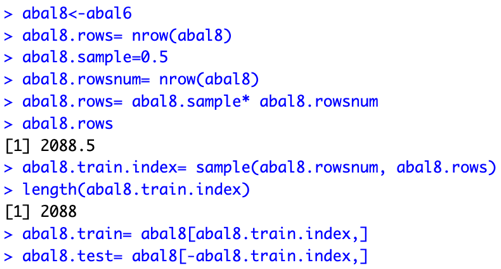 > abal8<-abal6
> abal8.rows= nrow(abal8)
> abal8.sample=0.5
> abal8.rowsnum= nrow(abal8)
> abal8.rows= abal8.sample* abal8.rowsnum
> abal8.rows
[1] 2088.5
> abal8.train.index= sample(abal8.rowsnum, abal8.rows)
> length(abal8.train.index)
[1] 2088
> abal8.train= abal8[abal8.train.index,]
> abal8.test= abal8[-abal8.train.index,]